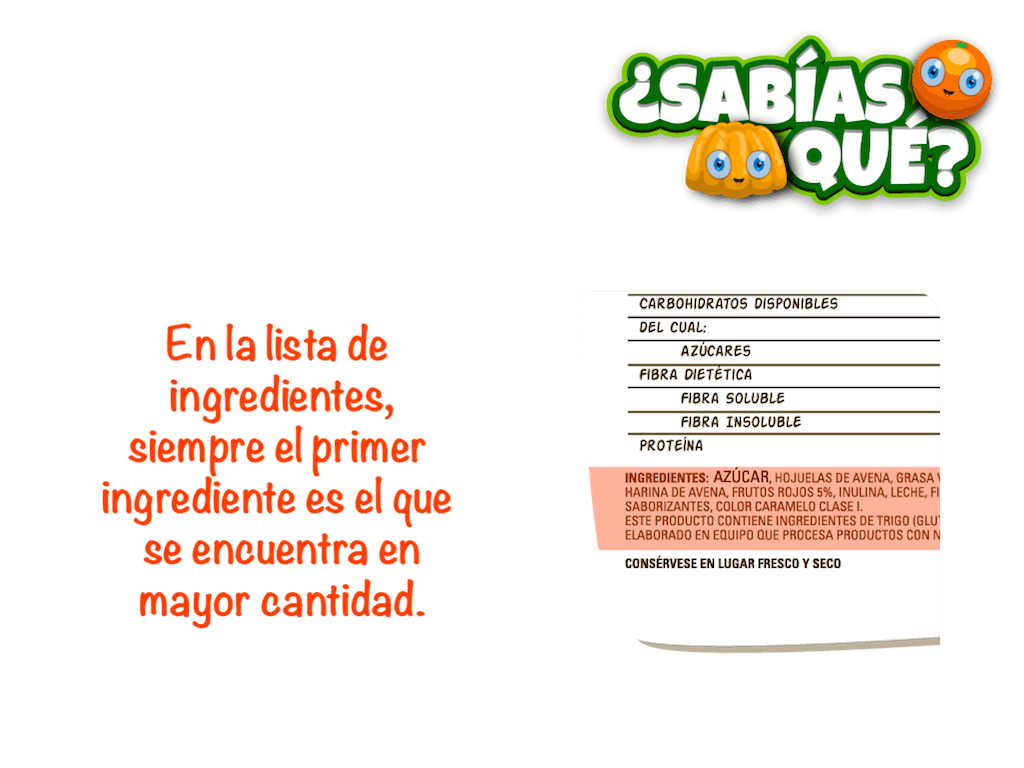 ¿SABÍAS
QUÉ?
En la lista de
ingredientes,
siempre el primer
ingrediente es el que
se encuentra en
mayor cantidad.
CARBOHIDRATOS DISPONIBLES
DEL CUAL:
AZÚCARES
FIBRA DIETÉTICA
FIBRA SOLUBLE
FIBRA INSOLUBLE
PROTEÍNA
INGREDIENTES: AZÚCAR, HOJUELAS DE AVENA, GRASA
HARINA DE AVENA, FRUTOS ROJOS 5%, INULINA, LECHE,
SABORIZANTES, COLOR CARAMELO CLASE I.
ESTE PRODUCTO CONTIENE INGREDIENTES DE TRIGO
ELABORADO EN EQUIPO QUE PROCESA PRODUCTOS CON
CONSÉRVESE EN LUGAR FRESCO Y SECO